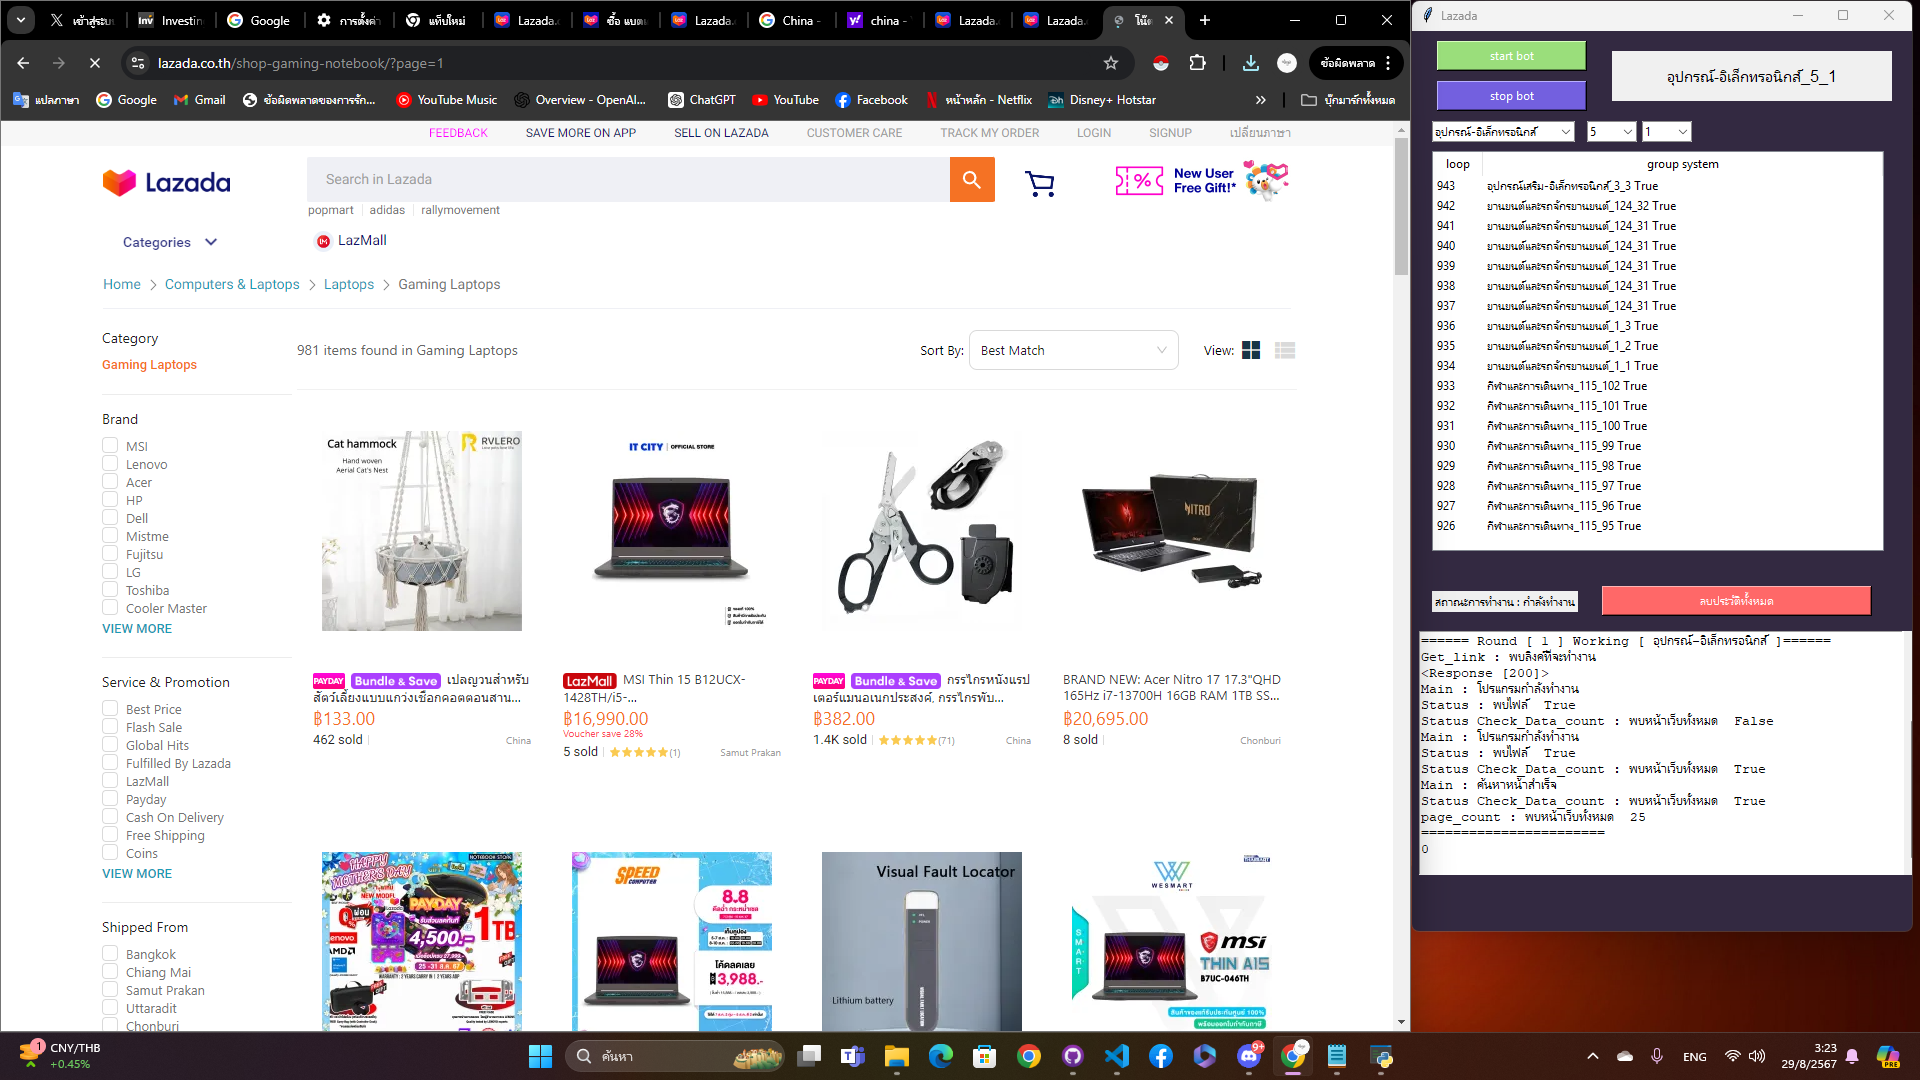 เข้าสู่ระบ
Investin
Google
การตั้งค่า
แท็บใหม่
Lazada.
ซื้อ แบต
Lazada.
China -
china -
Lazada.
Lazada.
โน๊ต
lazada.co.th/shop-gaming-notebook/?page=1
ข้อผิดพลาด
แปลภาษา
Google
Gmail
ข้อผิดพลาดของการรัก...
YouTube Music
Overview - OpenAI...
ChatGPT
YouTube
Facebook
หน้าหลัก - Netflix
Disney+ Hotstar
บุ๊กมาร์กทั้งหมด
FEEDBACK
SAVE MORE ON APP
SELL ON LAZADA
CUSTOMER CARE
TRACK MY ORDER
LOGIN
SIGNUP
เปลี่ยนภาษา
Lazada
Search in Lazada
New User
Free Gift!*
popmart
adidas
rallymovement
Categories
LazMall
Home > Computers & Laptops > Laptops > Gaming Laptops
Category
Gaming Laptops
981 items found in Gaming Laptops
Sort By: Best Match
View:
Brand
MSI
Lenovo
Acer
HP
Dell
Mistme
Fujitsu
LG
Toshiba
Cooler Master
VIEW MORE
Service & Promotion
Best Price
Flash Sale
Global Hits
Fulfilled By Lazada
LazMall
Payday
Cash On Delivery
Free Shipping
Coins
VIEW MORE
Shipped From
Bangkok
Chiang Mai
Samut Prakan
Uttaradit
Chonburi
Cat hammock
Hand woven
Aerial Cat's Nest
RVLERO
PAYDAY Bundle & Save เปลญวนสำหรับ
สัตว์เลี้ยงแบบแกว่งเชือกคอตตอนสาน...
฿133.00
462 sold
China
IT CITY | OFFICIAL STORE
LazMall MSI Thin 15 B12UCX-
1428TH/i5-...
฿16,990.00
Voucher save 28%
5 sold
(1)
Samut Prakan
PAYDAY Bundle & Save กรรไกรหนังแรป
เตอร์แมนอเนกประสงค์, กรรไกรพับ...
฿382.00
1.4K sold
(71)
China
NITRO
BRAND NEW: Acer Nitro 17 17.3"QHD
165Hz i7-13700H 16GB RAM 1TB SS...
฿20,695.00
8 sold
Chonburi
NOTEBOOK STORE
HAPPY
MOTHER'S DAY
NEW MODEL
PAYDAY
4,500.-
1TB
Lenovo
AMD
SPEED
COMPUTER
8.8
โค้ดลดเลย
3,988.-
Visual Fault Locator
Lithium battery
WESMART
SMART
msi
THIN A15
B7UC-046TH
สินค้าของแท้รับประกันศูนย์ 100%
พร้อมออกใบกำกับภาษี
Lazada
start bot
stop bot
อุปกรณ์-อิเล็กทรอนิกส์_5_1
อุปกรณ์-อิเล็กทรอนิกส์
5
1
loop group system
943 อุปกรณ์เสริม-อิเล็กทรอนิกส์_3_3 True
942 ยานยนต์และรถจักรยานยนต์_124_32 True
941 ยานยนต์และรถจักรยานยนต์_124_31 True
940 ยานยนต์และรถจักรยานยนต์_124_31 True
939 ยานยนต์และรถจักรยานยนต์_124_31 True
938 ยานยนต์และรถจักรยานยนต์_124_31 True
937 ยานยนต์และรถจักรยานยนต์_124_31 True
936 ยานยนต์และรถจักรยานยนต์_1_3 True
935 ยานยนต์และรถจักรยานยนต์_1_2 True
934 ยานยนต์และรถจักรยานยนต์_1_1 True
933 กีฬาและการเดินทาง_115_102 True
932 กีฬาและการเดินทาง_115_101 True
931 กีฬาและการเดินทาง_115_100 True
930 กีฬาและการเดินทาง_115_99 True
929 กีฬาและการเดินทาง_115_98 True
928 กีฬาและการเดินทาง_115_97 True
927 กีฬาและการเดินทาง_115_96 True
926 กีฬาและการเดินทาง_115_95 True
สถานะการทำงาน : กำลังทำงาน
ลบประวัติทั้งหมด
====== Round [ 1 ] Working [ อุปกรณ์-อิเล็กทรอนิกส์ ]======
Get_link : พบลิงค์ที่จะทำงาน
<Response [200]>
Main : โปรแกรมกำลังทำงาน
Status : พบไฟล์ True
Status Check_Data_count : พบหน้าเว็บทั้งหมด False
Main : โปรแกรมกำลังทำงาน
Status : พบไฟล์ True
Status Check_Data_count : พบหน้าเว็บทั้งหมด True
Main : ค้นหาหน้าสำเร็จ
Status Check_Data_count : พบหน้าเว็บทั้งหมด True
page_count : พบหน้าเว็บทั้งหมด 25
=======================
0
1
CNY/THB
+0.45%
ค้นหา
9+
ENG
3:23
29/8/2567
PRE